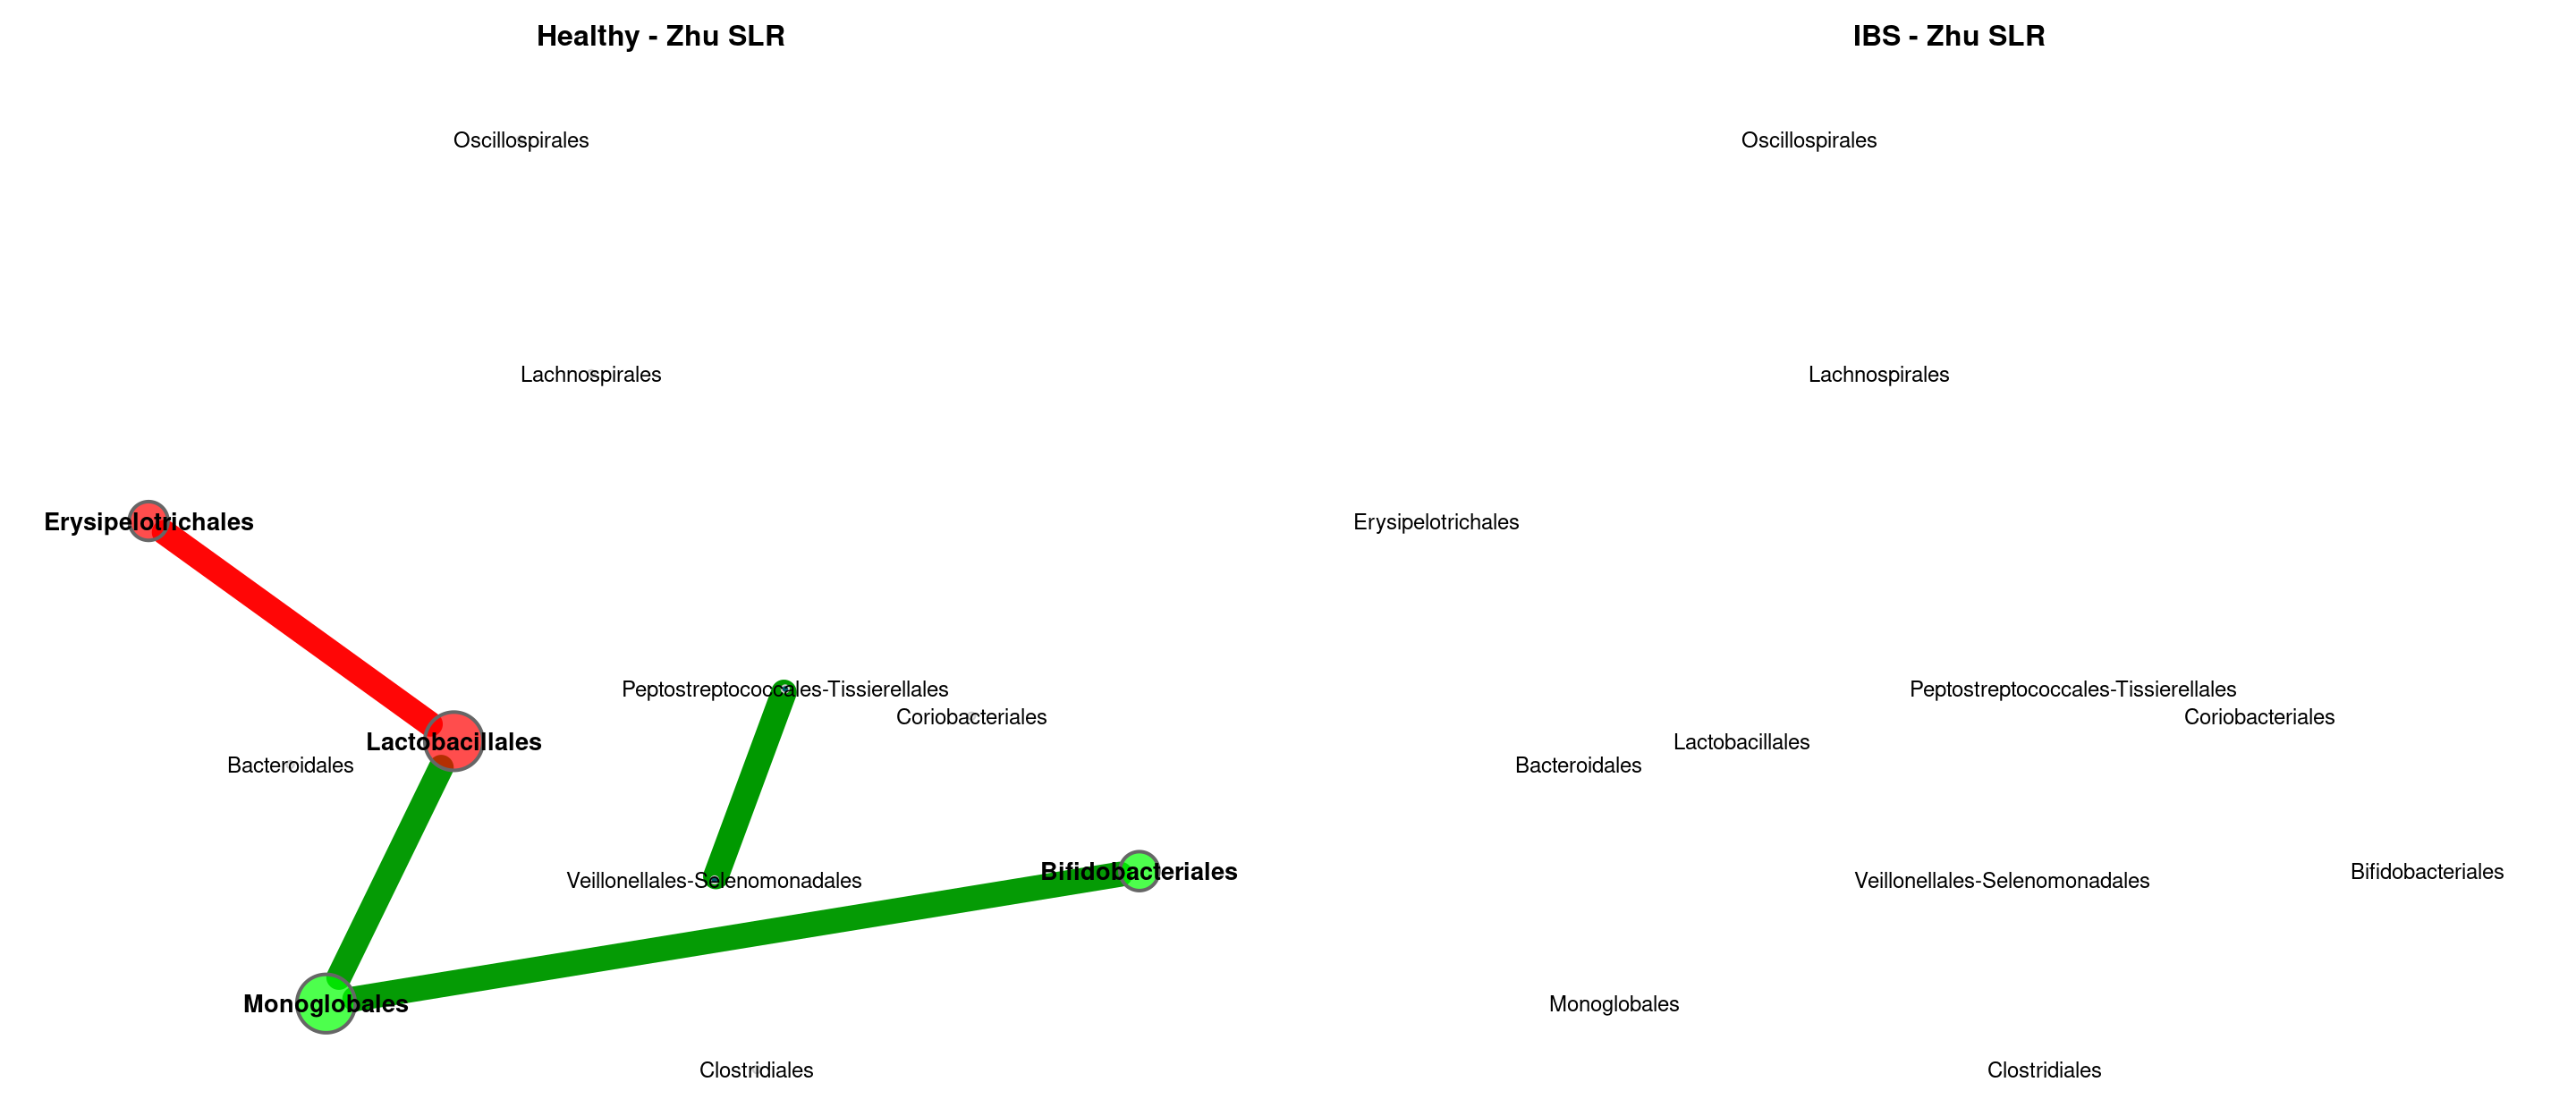 Healthy - Zhu SLR
Oscillospirales
Lachnospirales
Erysipelotrichales
Peptostreptococcales-Tissierellales
Coriobacteriales
Lactobacillales
Bacteroidales
Bifidobacteriales
Veillonellales-Selenomonadales
Monoglobales
Clostridiales
IBS - Zhu SLR
Oscillospirales
Lachnospirales
Erysipelotrichales
Peptostreptococcales-Tissierellales
Coriobacteriales
Lactobacillales
Bacteroidales
Bifidobacteriales
Veillonellales-Selenomonadales
Monoglobales
Clostridiales